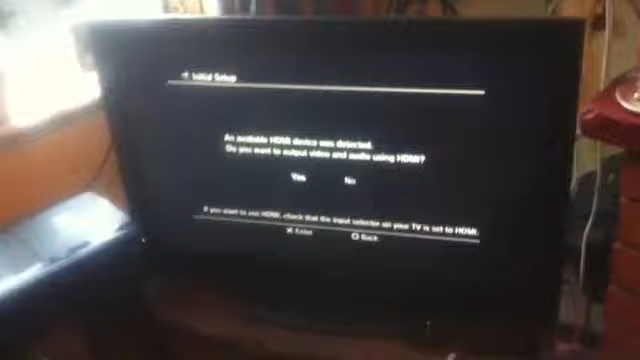 Initial Setup
An available HDMI device was detected.
Do you want to output video and audio using HDMI?
Yes No
If you want to use HDMI, check that the input selector on your TV is set to HDMI.
Enter Back